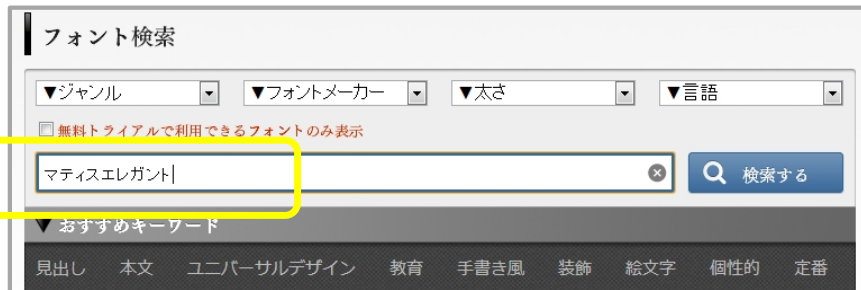 フォント検索
▼ジャンル ▼フォントメーカー ▼太さ ▼言語
無料トライアルで利用できるフォントのみ表示
マティスエレガント 検索する
▼ おすすめキーワード
見出し 本文 ユニバーサルデザイン 教育 手書き風 装飾 絵文字 個性的 定番